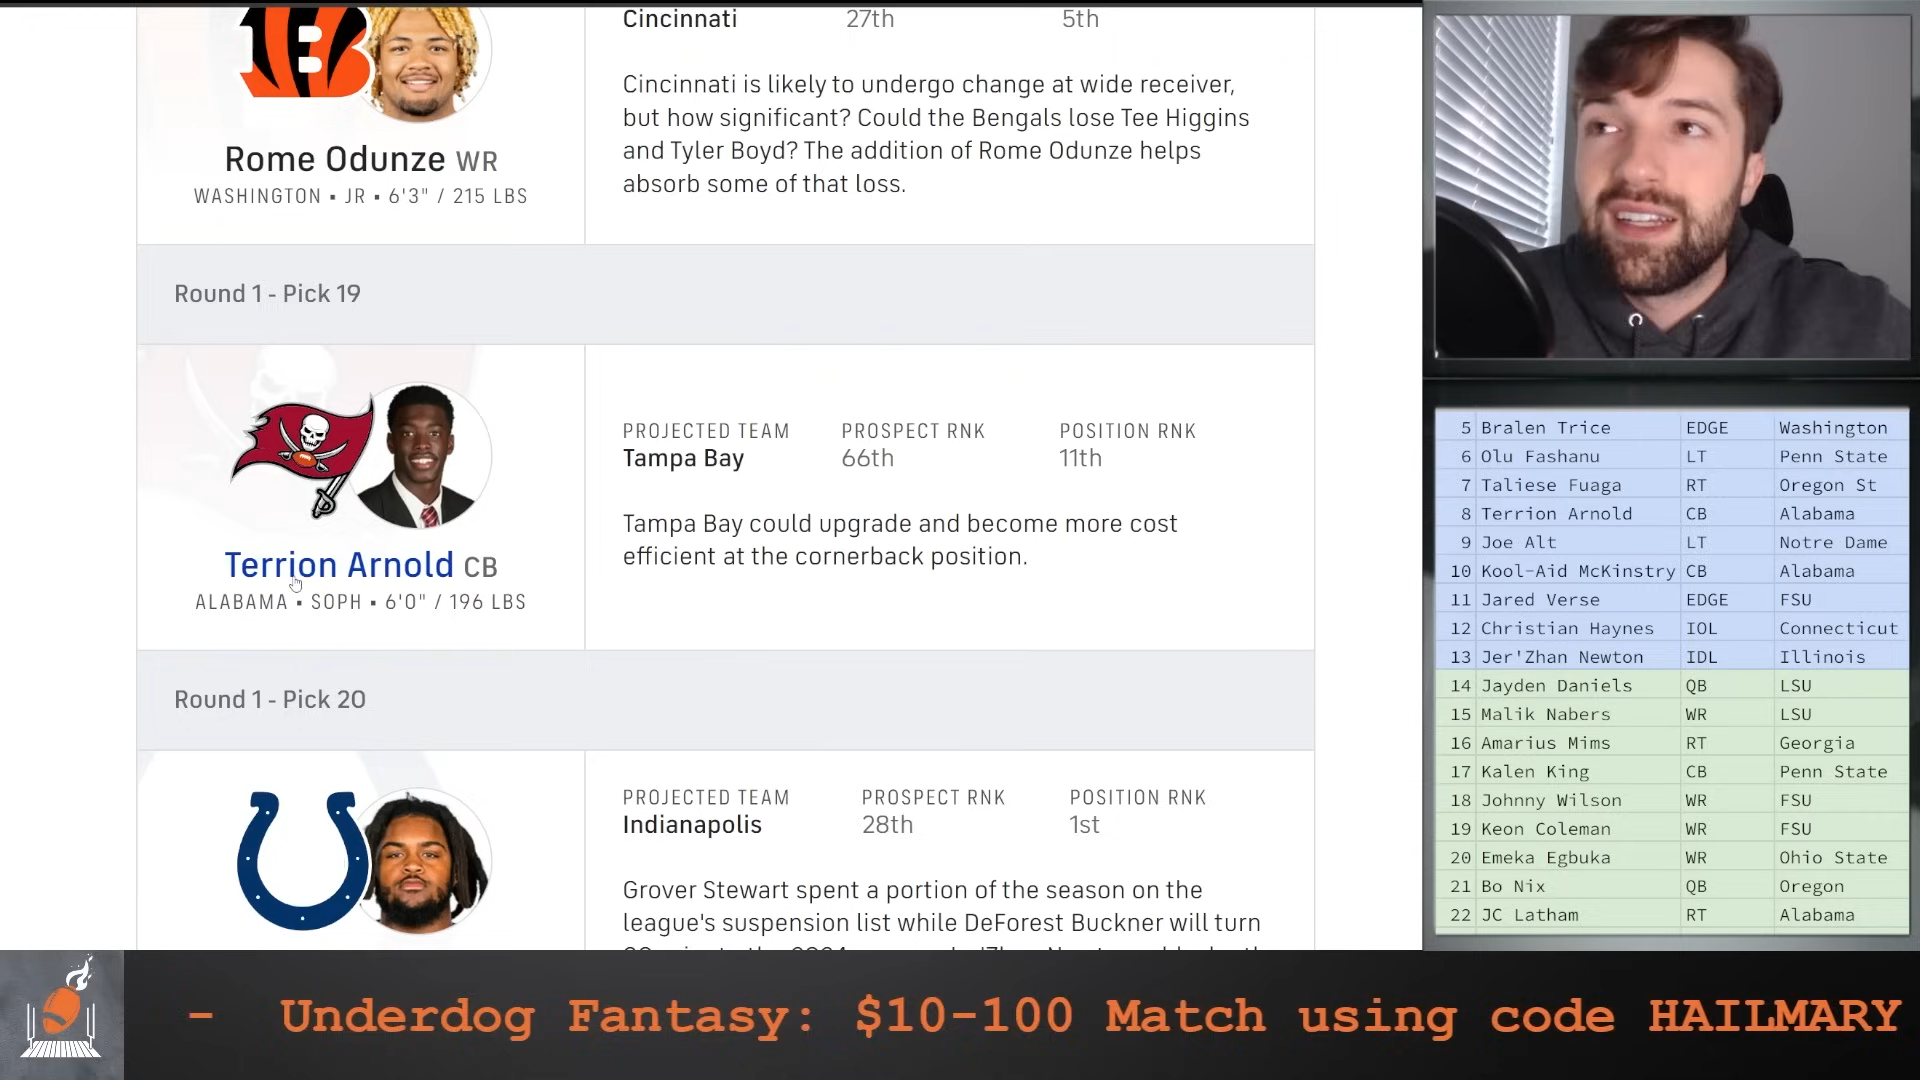 Cincinnati 27th 5th
Cincinnati is likely to undergo change at wide receiver,
but how significant? Could the Bengals lose Tee Higgins
and Tyler Boyd? The addition of Rome Odunze helps
absorb some of that loss.
B
Rome Odunze WR
WASHINGTON • JR • 6'3" / 215 LBS
Round 1 - Pick 19
PROJECTED TEAM PROSPECT RNK POSITION RNK
Tampa Bay 66th 11th
Tampa Bay could upgrade and become more cost
efficient at the cornerback position.
Terrion Arnold CB
ALABAMA • SOPH • 6'0" / 196 LBS
Round 1 - Pick 20
PROJECTED TEAM PROSPECT RNK POSITION RNK
Indianapolis 28th 1st
Grover Stewart spent a portion of the season on the
league's suspension list while DeForest Buckner will turn
5 Bralen Trice EDGE Washington
6 Olu Fashanu LT Penn State
7 Taliese Fuaga RT Oregon St
8 Terrion Arnold CB Alabama
9 Joe Alt LT Notre Dame
10 Kool-Aid McKinstry CB Alabama
11 Jared Verse EDGE FSU
12 Christian Haynes IOL Connecticut
13 Jer'Zhan Newton IDL Illinois
14 Jayden Daniels QB LSU
15 Malik Nabers WR LSU
16 Amarius Mims RT Georgia
17 Kalen King CB Penn State
18 Johnny Wilson WR FSU
19 Keon Coleman WR FSU
20 Emeka Egbuka WR Ohio State
21 Bo Nix QB Oregon
22 JC Latham RT Alabama
- Underdog Fantasy: $10-100 Match using code HAILMARY